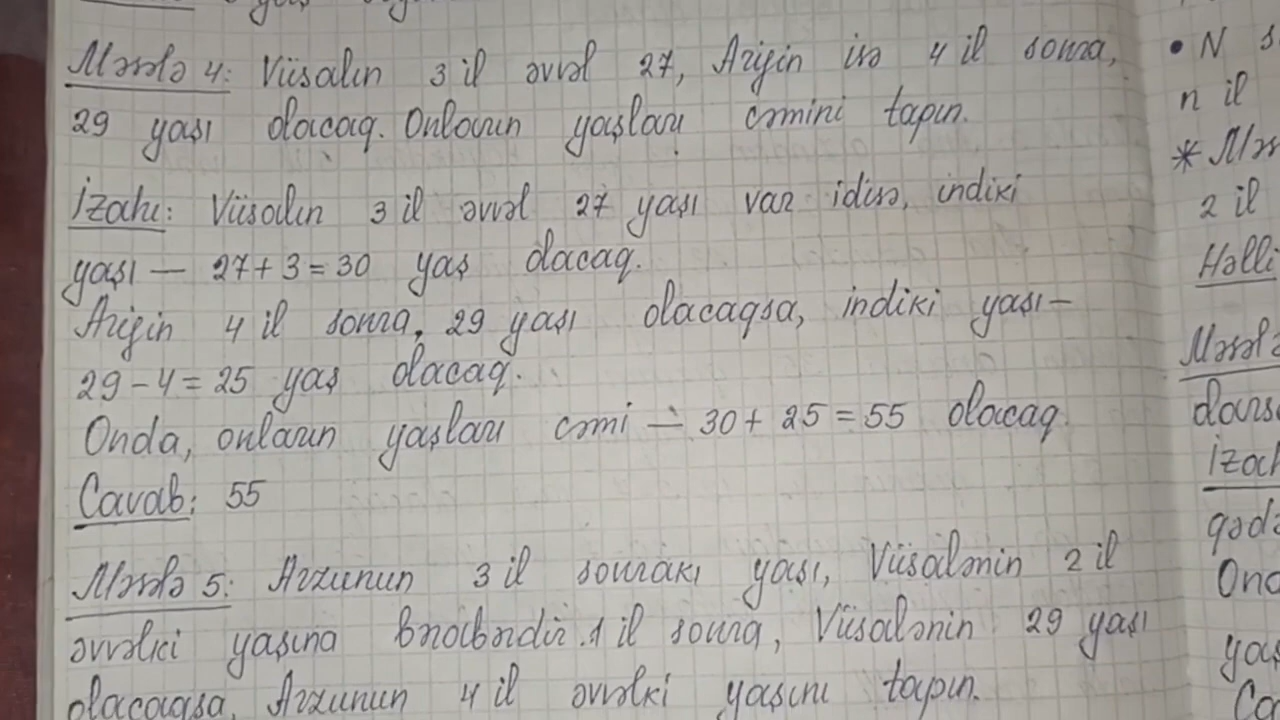 Məsələ 4: Vüsalın 3 il əvvəl 27, Arifin isə 4 il sonra,
29 yaşı olacaq. Onların yaşları cəmini tapın.
İzahı: Vüsalın 3 il əvvəl 27 yaşı var idisə, indiki
yaşı — 27+3=30 yaş olacaq.
Arifin 4 il sonra, 29 yaşı olacaqsa, indiki yaşı—
29-4=25 yaş olacaq.
Onda, onların yaşları cəmi — 30+25=55 olacaq
Cavab: 55
Məsələ 5: Arzunun 3 il sonrakı yaşı, Vüsalənin 2 il
əvvəlki yaşına bərabərdir. 1 il sonra, Vüsalənin 29 yaşı
olacaqsa, Arzunun 4 il əvvəlki yaşını tapın.
• N
n il
*
2 il
Həlli